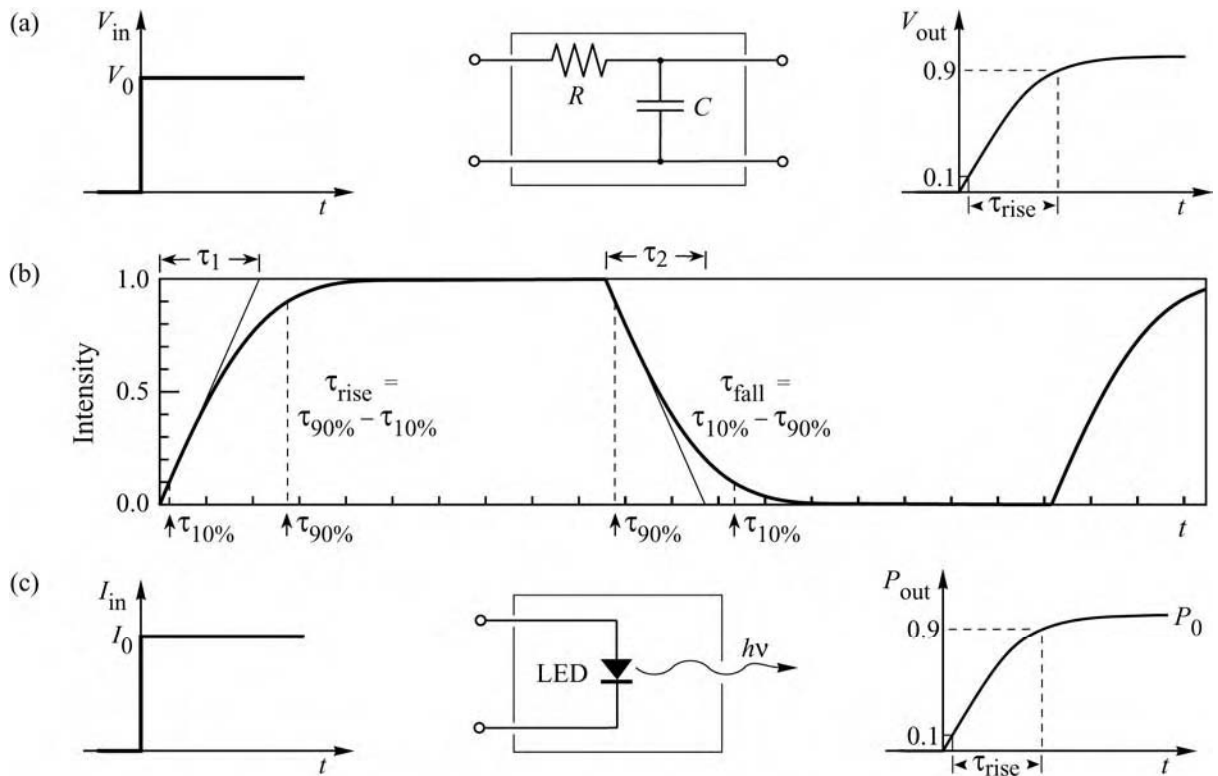 (a)
V_in
V_0
t
R
C
V_out
0.9
0.1
τ_rise
t
(b)
τ_1
τ_2
1.0
0.5
0.0
Intensity
τ_rise =
τ_90% − τ_10%
τ_fall =
τ_10% − τ_90%
τ_10%
τ_90%
τ_90%
τ_10%
t
(c)
I_in
I_0
t
LED
hν
P_out
P_0
0.9
0.1
τ_rise
t